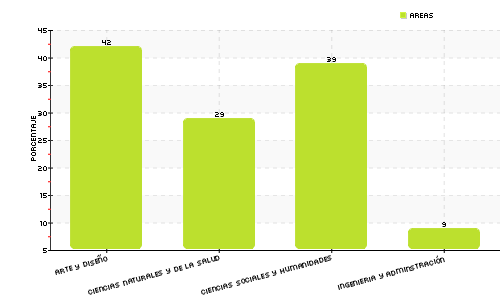 AREAS
45
42
40
39
35
30
29
25
20
15
10
9
5
PORCENTAJE
ARTE Y DISEÑO
CIENCIAS NATURALES Y DE LA SALUD
CIENCIAS SOCIALES Y HUMANIDADES
INGENIERIA Y ADMINSTRACIÓN